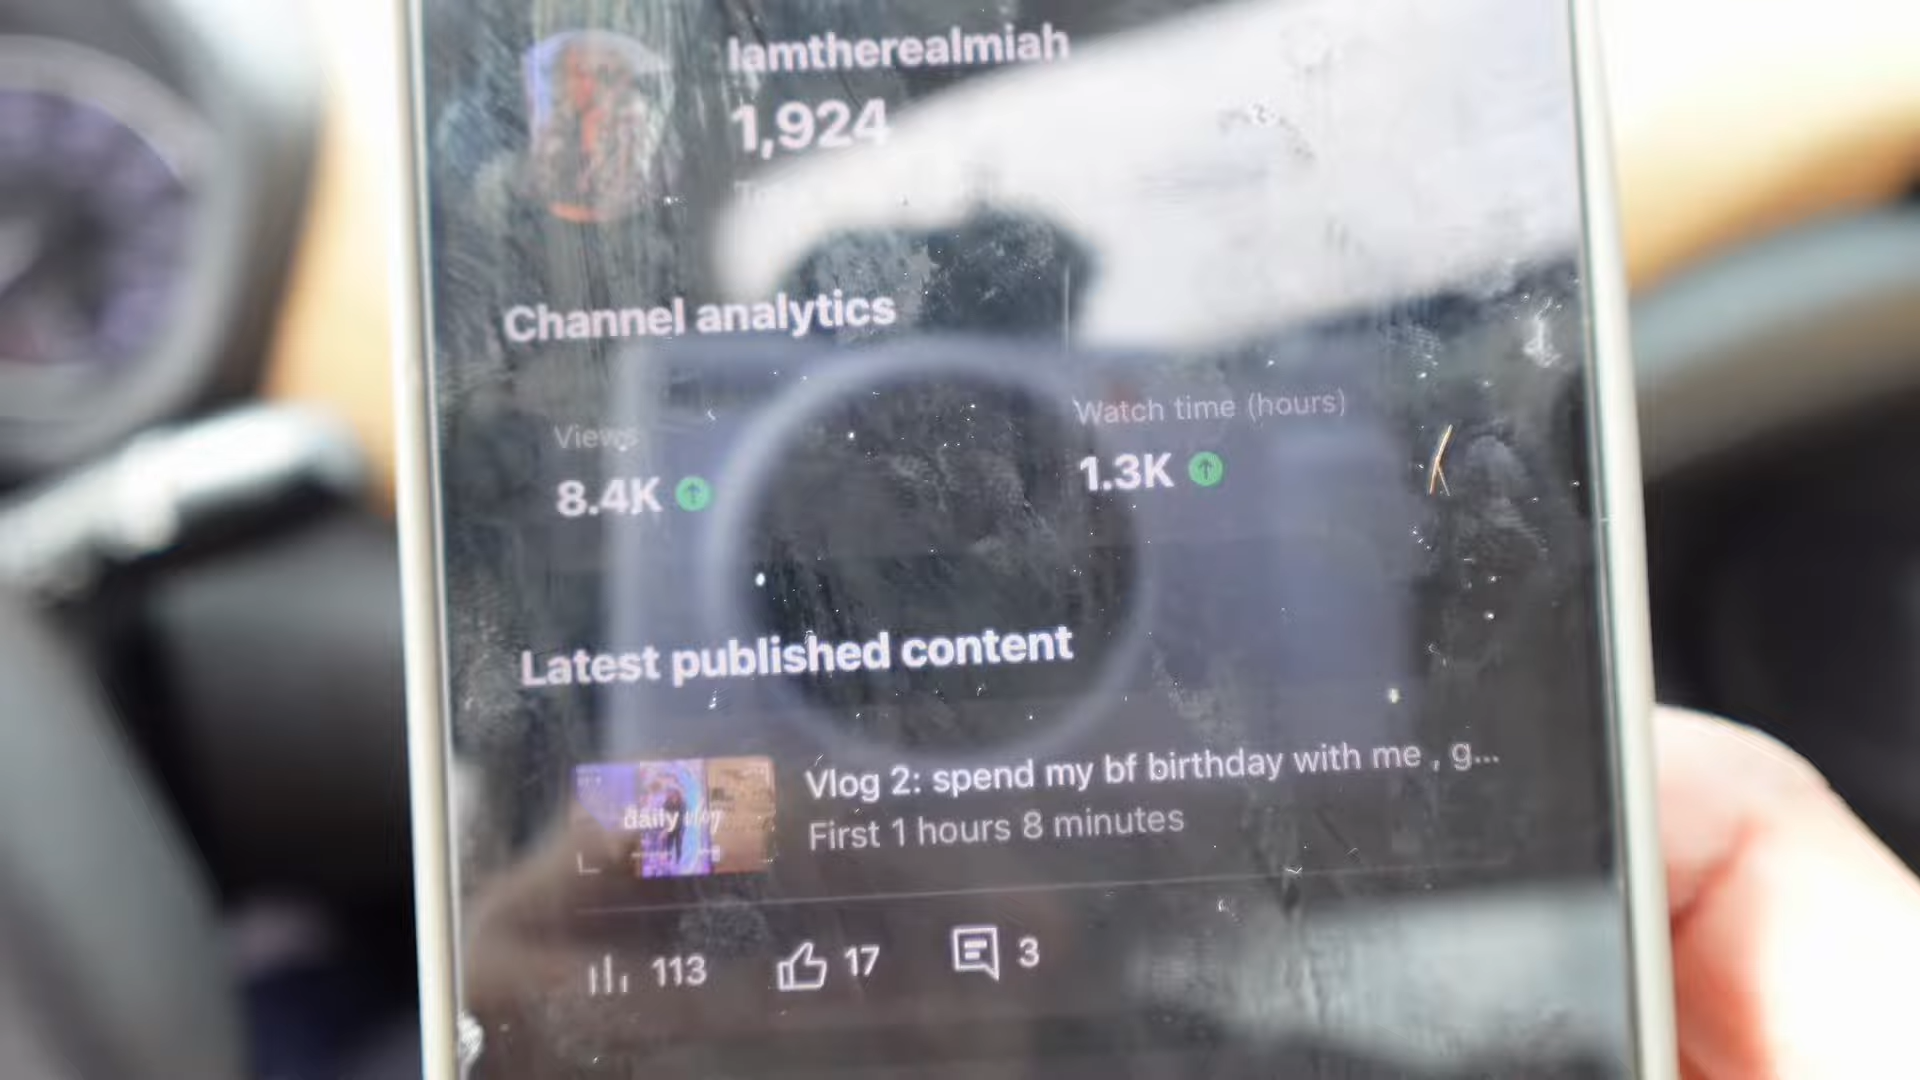 Iamtherealmiah
1,924
Channel analytics
Views
8.4K
Watch time (hours)
1.3K
Latest published content
daily vlog
Vlog 2: spend my bf birthday with me , g...
First 1 hours 8 minutes
113
17
3